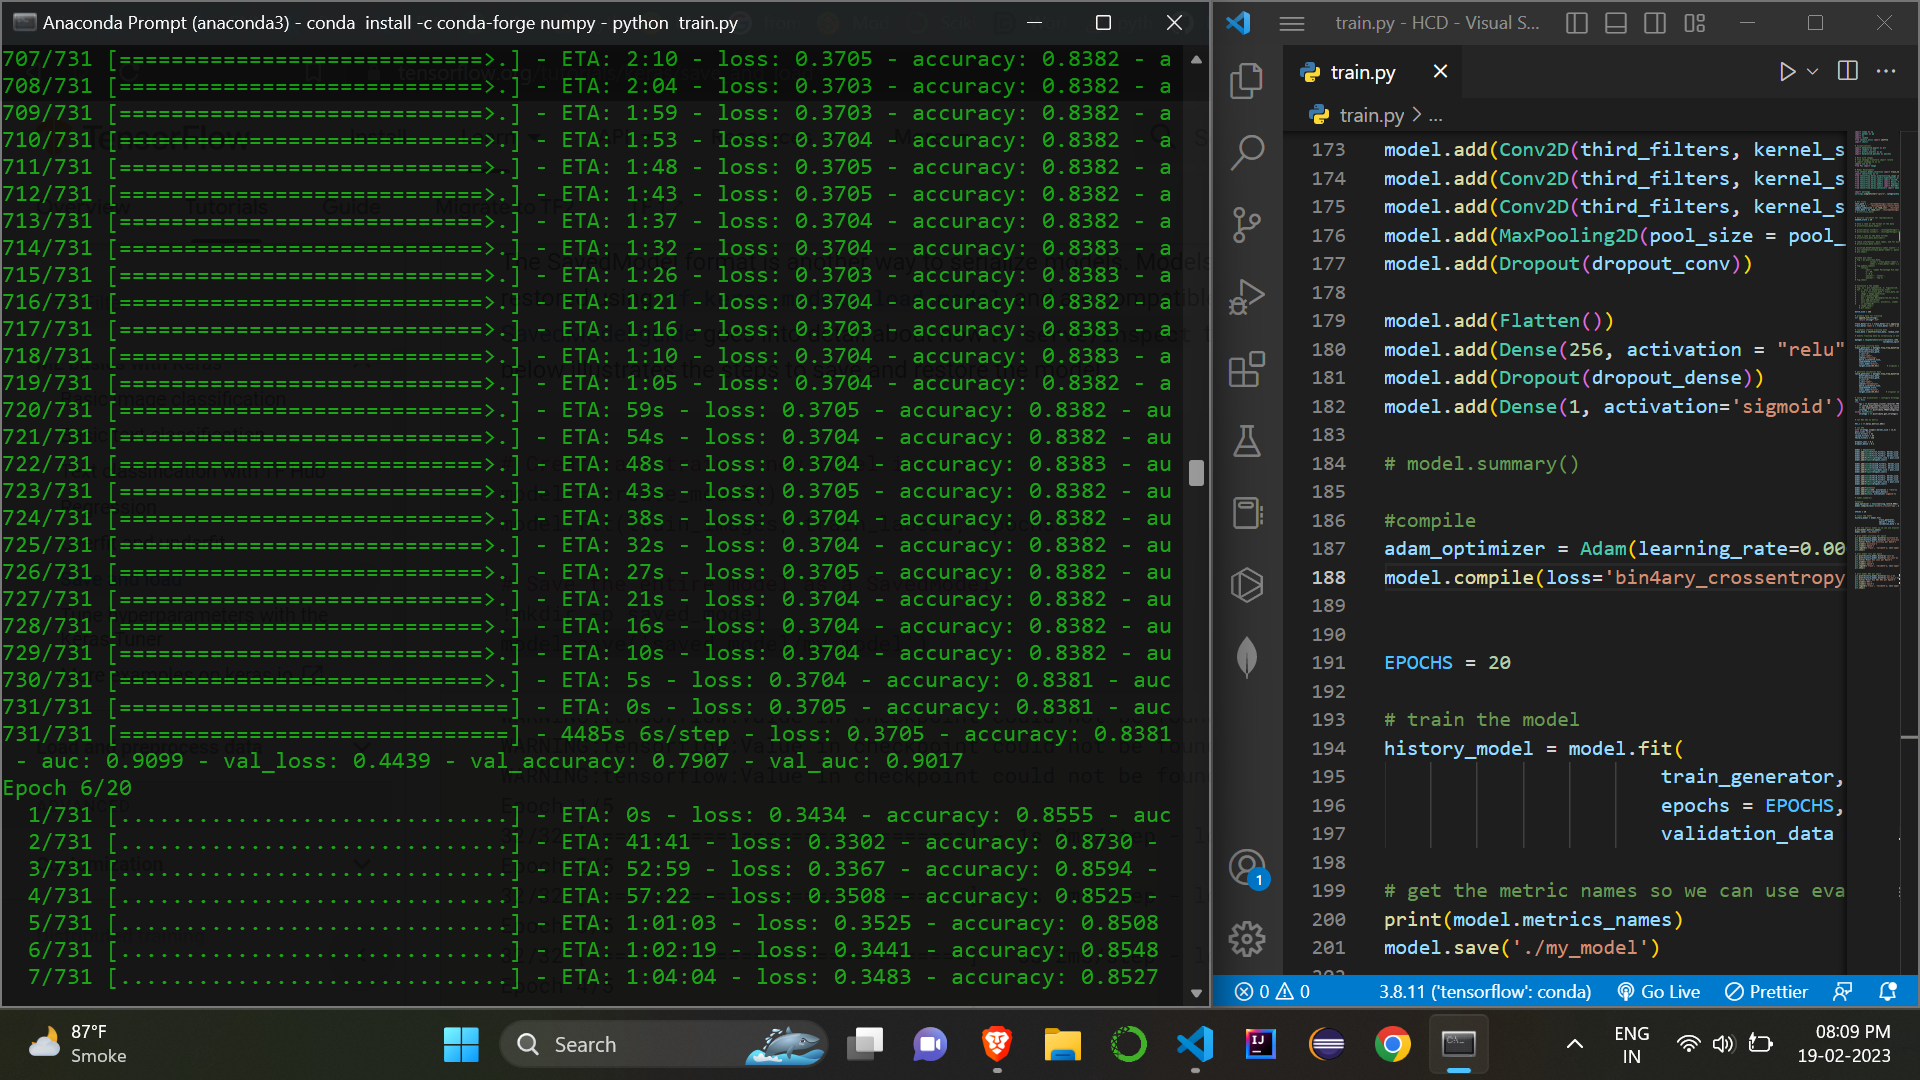 Anaconda Prompt (anaconda3) - conda  install -c conda-forge numpy - python  train.py
707/731 [============================>.] - ETA: 2:10 - loss: 0.3705 - accuracy: 0.8382 - a
708/731 [============================>.] - ETA: 2:04 - loss: 0.3703 - accuracy: 0.8382 - a
709/731 [============================>.] - ETA: 1:59 - loss: 0.3703 - accuracy: 0.8382 - a
710/731 [============================>.] - ETA: 1:53 - loss: 0.3704 - accuracy: 0.8382 - a
711/731 [============================>.] - ETA: 1:48 - loss: 0.3705 - accuracy: 0.8382 - a
712/731 [============================>.] - ETA: 1:43 - loss: 0.3705 - accuracy: 0.8382 - a
713/731 [============================>.] - ETA: 1:37 - loss: 0.3704 - accuracy: 0.8382 - a
714/731 [============================>.] - ETA: 1:32 - loss: 0.3704 - accuracy: 0.8383 - a
715/731 [============================>.] - ETA: 1:26 - loss: 0.3703 - accuracy: 0.8383 - a
716/731 [============================>.] - ETA: 1:21 - loss: 0.3704 - accuracy: 0.8382 - a
717/731 [============================>.] - ETA: 1:16 - loss: 0.3703 - accuracy: 0.8383 - a
718/731 [============================>.] - ETA: 1:10 - loss: 0.3704 - accuracy: 0.8383 - a
719/731 [============================>.] - ETA: 1:05 - loss: 0.3704 - accuracy: 0.8382 - a
720/731 [============================>.] - ETA: 59s - loss: 0.3705 - accuracy: 0.8382 - au
721/731 [============================>.] - ETA: 54s - loss: 0.3704 - accuracy: 0.8382 - au
722/731 [============================>.] - ETA: 48s - loss: 0.3704 - accuracy: 0.8383 - au
723/731 [============================>.] - ETA: 43s - loss: 0.3705 - accuracy: 0.8382 - au
724/731 [============================>.] - ETA: 38s - loss: 0.3704 - accuracy: 0.8382 - au
725/731 [============================>.] - ETA: 32s - loss: 0.3704 - accuracy: 0.8382 - au
726/731 [============================>.] - ETA: 27s - loss: 0.3705 - accuracy: 0.8382 - au
727/731 [============================>.] - ETA: 21s - loss: 0.3704 - accuracy: 0.8382 - au
728/731 [============================>.] - ETA: 16s - loss: 0.3704 - accuracy: 0.8382 - au
729/731 [============================>.] - ETA: 10s - loss: 0.3704 - accuracy: 0.8382 - au
730/731 [============================>.] - ETA: 5s - loss: 0.3704 - accuracy: 0.8381 - auc
731/731 [==============================] - ETA: 0s - loss: 0.3705 - accuracy: 0.8381 - auc
731/731 [==============================] - 4485s 6s/step - loss: 0.3705 - accuracy: 0.8381
 - auc: 0.9099 - val_loss: 0.4439 - val_accuracy: 0.7907 - val_auc: 0.9017
Epoch 6/20
1/731 [..............................] - ETA: 0s - loss: 0.3434 - accuracy: 0.8555 - auc
2/731 [..............................] - ETA: 41:41 - loss: 0.3302 - accuracy: 0.8730 -
3/731 [..............................] - ETA: 52:59 - loss: 0.3367 - accuracy: 0.8594 -
4/731 [..............................] - ETA: 57:22 - loss: 0.3508 - accuracy: 0.8525 -
5/731 [..............................] - ETA: 1:01:03 - loss: 0.3525 - accuracy: 0.8508
6/731 [..............................] - ETA: 1:02:19 - loss: 0.3441 - accuracy: 0.8548
7/731 [..............................] - ETA: 1:04:04 - loss: 0.3483 - accuracy: 0.8527
train.py - HCD - Visual S...
train.py
train.py > ...
173 model.add(Conv2D(third_filters, kernel_s
174 model.add(Conv2D(third_filters, kernel_s
175 model.add(Conv2D(third_filters, kernel_s
176 model.add(MaxPooling2D(pool_size = pool_
177 model.add(Dropout(dropout_conv))
178
179 model.add(Flatten())
180 model.add(Dense(256, activation = "relu"
181 model.add(Dropout(dropout_dense))
182 model.add(Dense(1, activation='sigmoid')
183
184 # model.summary()
185
186 #compile
187 adam_optimizer = Adam(learning_rate=0.00
188 model.compile(loss='bin4ary_crossentropy
189
190
191 EPOCHS = 20
192
193 # train the model
194 history_model = model.fit(
195 train_generator,
196 epochs = EPOCHS,
197 validation_data
198
199 # get the metric names so we can use eva
200 print(model.metrics_names)
201 model.save('./my_model')
1
0 0
3.8.11 ('tensorflow': conda)
Go Live
Prettier
87°F
Smoke
Search
ENG
IN
08:09 PM
19-02-2023